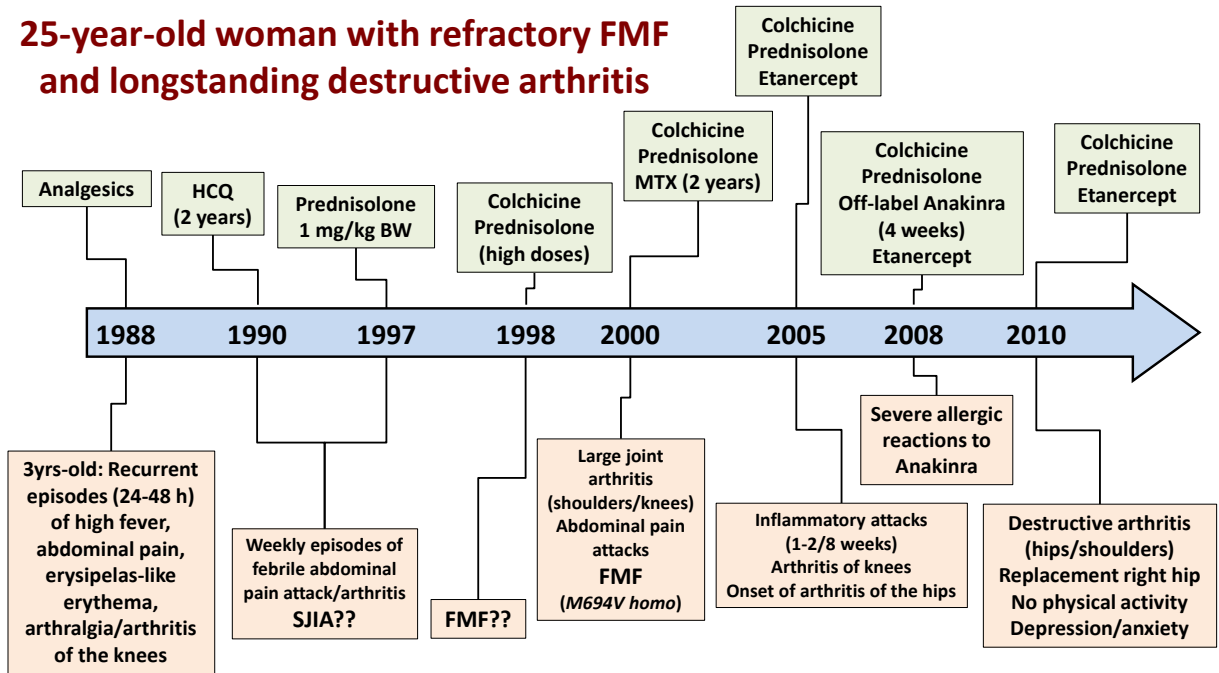 25-year-old woman with refractory FMF
and longstanding destructive arthritis
Analgesics
HCQ
(2 years)
Prednisolone
1 mg/kg BW
Colchicine
Prednisolone
(high doses)
Colchicine
Prednisolone
MTX (2 years)
Colchicine
Prednisolone
Etanercept
Colchicine
Prednisolone
Off-label Anakinra
(4 weeks)
Etanercept
Colchicine
Prednisolone
Etanercept
1988
1990
1997
1998
2000
2005
2008
2010
3yrs-old: Recurrent
episodes (24-48 h)
of high fever,
abdominal pain,
erysipelas-like
erythema,
arthralgia/arthritis
of the knees
Weekly episodes of
febrile abdominal
pain attack/arthritis
SJIA??
FMF??
Large joint
arthritis
(shoulders/knees)
Abdominal pain
attacks
FMF
(M694V homo)
Inflammatory attacks
(1-2/8 weeks)
Arthritis of knees
Onset of arthritis of the hips
Severe allergic
reactions to
Anakinra
Destructive arthritis
(hips/shoulders)
Replacement right hip
No physical activity
Depression/anxiety